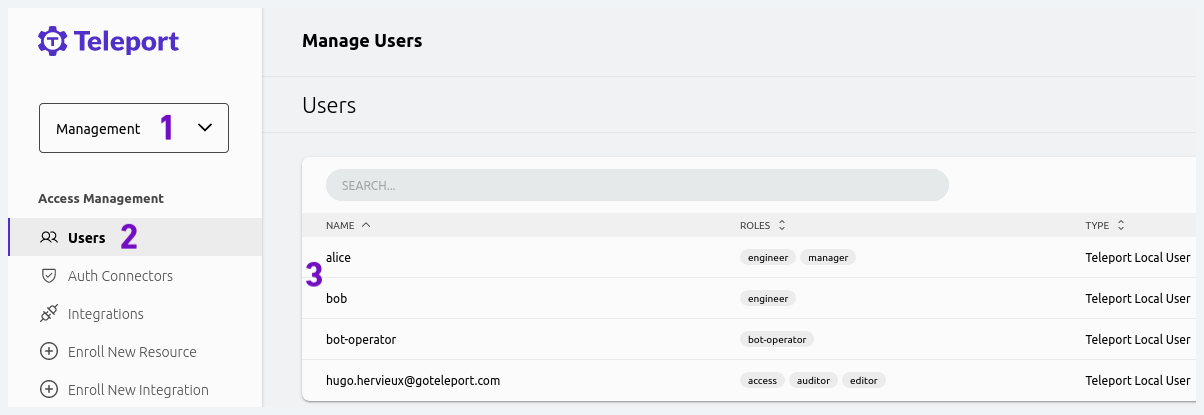 Teleport
Manage Users
Users
Management 1
Access Management
Users 2
Auth Connectors
Integrations
Enroll New Resource
Enroll New Integration
SEARCH...
NAME ROLES TYPE
3
alice engineer manager Teleport Local User
bob engineer Teleport Local User
bot-operator bot-operator Teleport Local User
hugo.hervieux@goteleport.com access auditor editor Teleport Local User